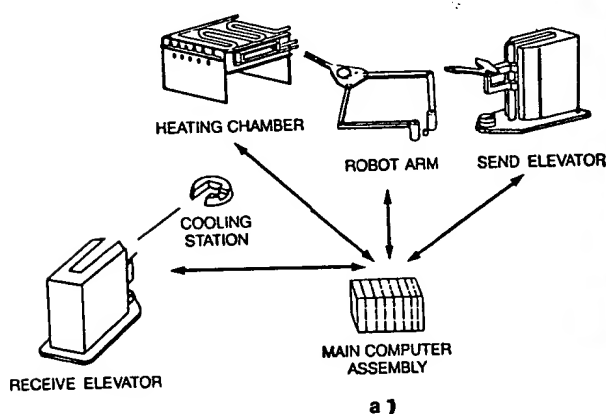 HEATING CHAMBER
ROBOT ARM
SEND ELEVATOR
COOLING
STATION
RECEIVE ELEVATOR
MAIN COMPUTER
ASSEMBLY
a)